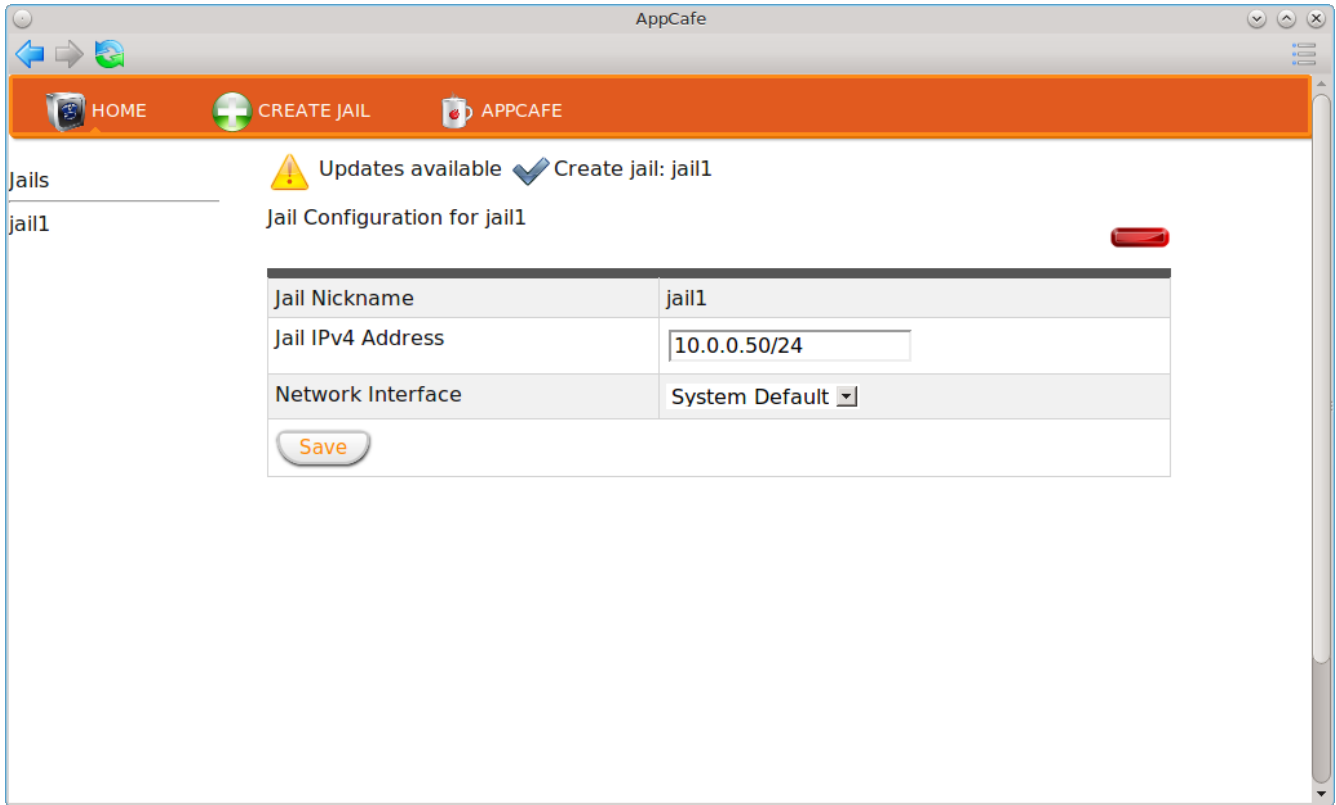 AppCafe
HOME CREATE JAIL APPCAFE
Jails
jail1
Updates available Create jail: jail1
Jail Configuration for jail1
Jail Nickname jail1
Jail IPv4 Address 10.0.0.50/24
Network Interface System Default
Save